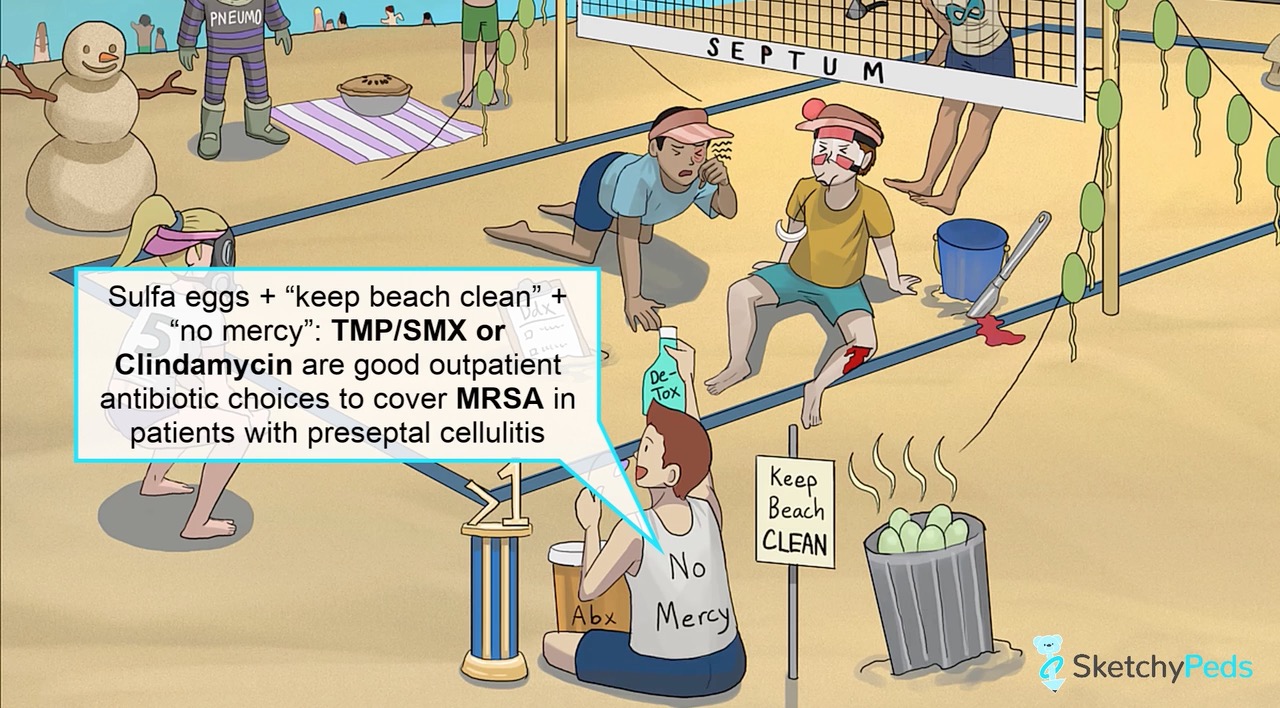 PNEUMO
SEPTUM
Sulfa eggs + “keep beach clean” +
“no mercy”: TMP/SMX or
Clindamycin are good outpatient
antibiotic choices to cover MRSA in
patients with preseptal cellulitis
Ddx
5
De-
Tox
>1
Keep
Beach
CLEAN
No
Mercy
Abx
SketchyPeds